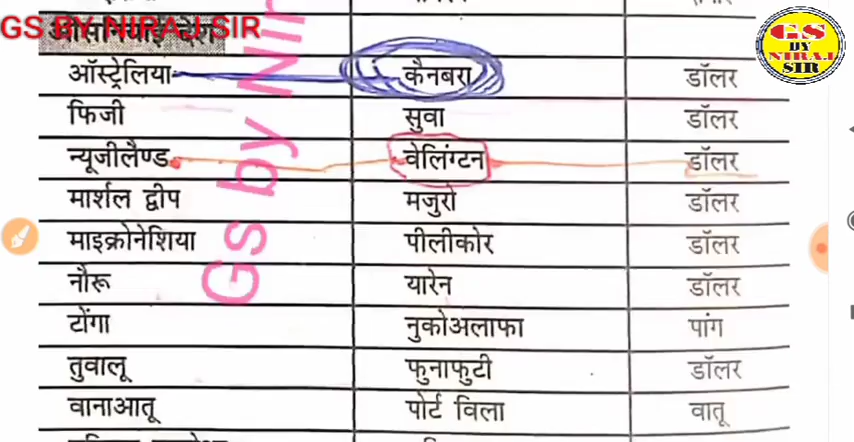 GS BY NIRAJ SIR
GS BY NIRAJ SIR
ऑस्ट्रेलिया कैनबरा डॉलर
फिजी सुवा डॉलर
न्यूजीलैण्ड वेलिंग्टन डॉलर
मार्शल द्वीप मजुरो डॉलर
माइक्रोनेशिया पीलीकोर डॉलर
नौरू यारेन डॉलर
टोंगा नुकोअलाफा पांग
तुवालू फुनाफुटी डॉलर
वानाआतू पोर्ट विला वातू
Gs by Nir